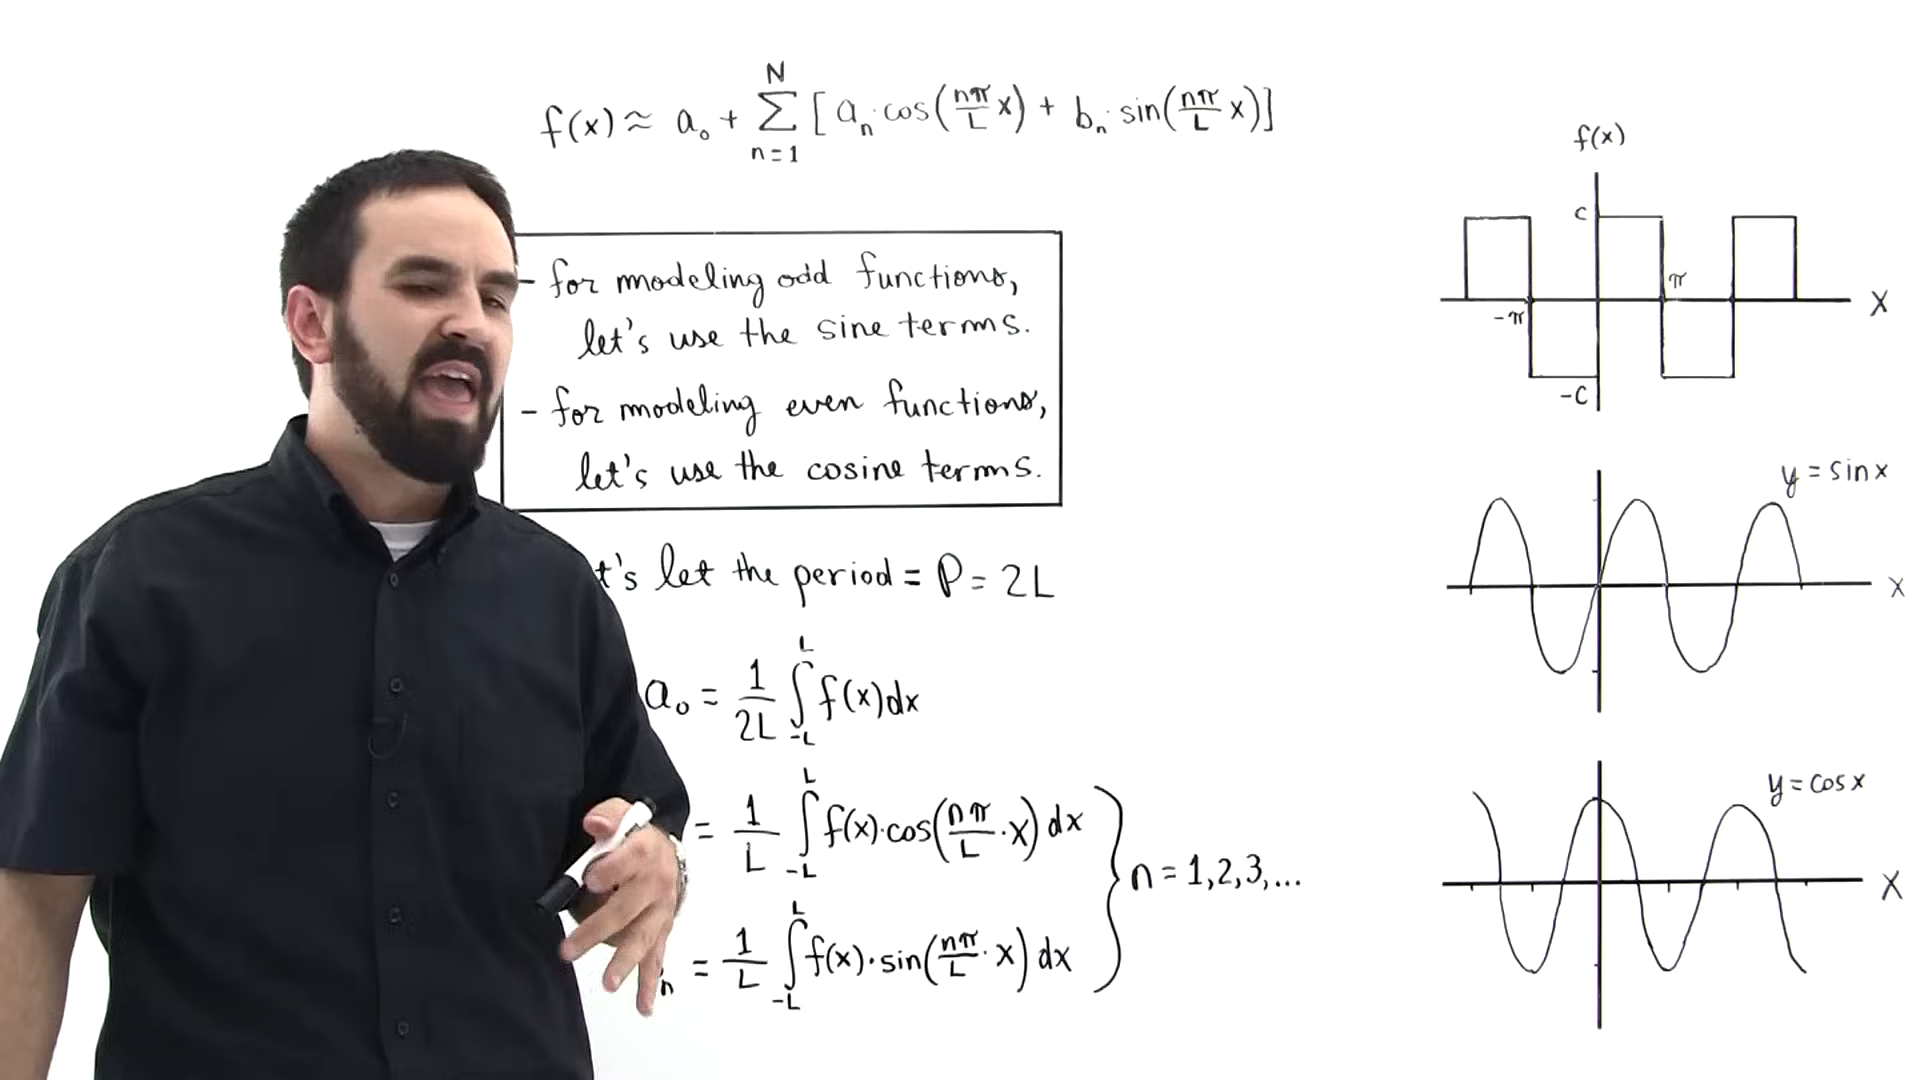 f(x) ≈ a₀ + Σ_{n=1}^{N} [aₙ·cos(nπ/L x) + bₙ·sin(nπ/L x)]
- for modeling odd functions,
let's use the sine terms.
- for modeling even functions,
let's use the cosine terms.
t's let the period = P = 2L
a₀ = 1/2L ∫_{-L}^{L} f(x)dx
= 1/L ∫_{-L}^{L} f(x)·cos(nπ/L·x) dx
n = 1,2,3,...
n = 1/L ∫_{-L}^{L} f(x)·sin(nπ/L·x) dx
f(x)
C
π
X
-π
-C
y = sin x
X
y = cos x
X